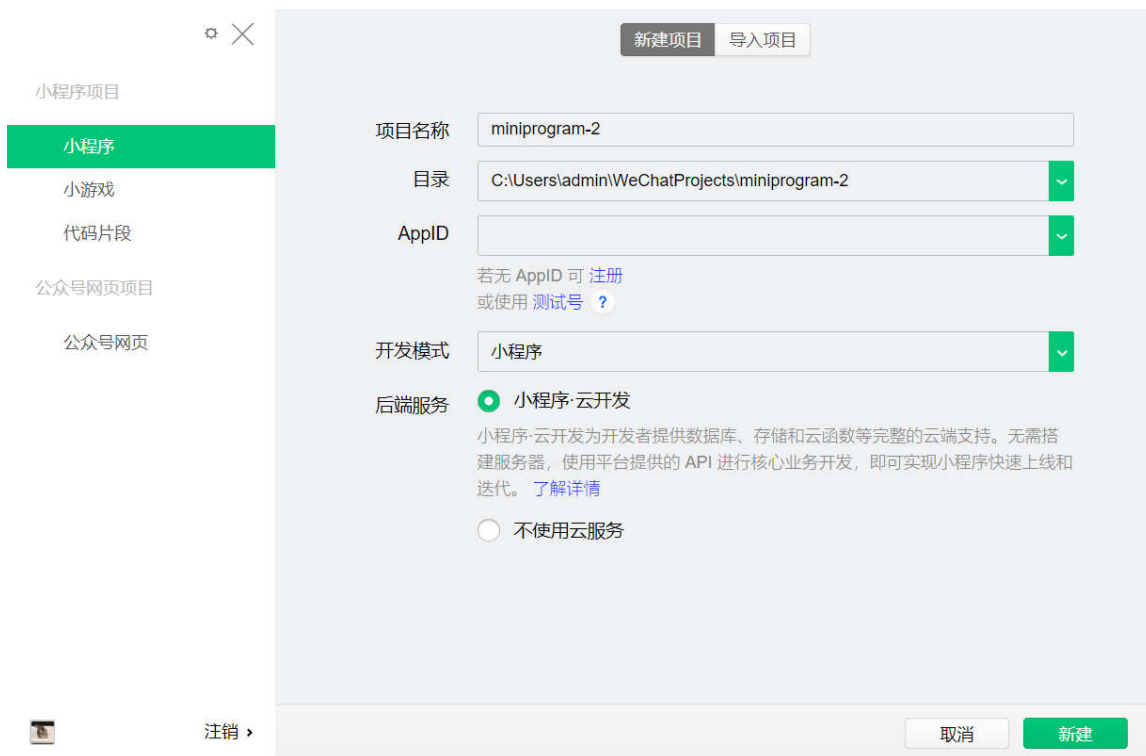 新建项目
导入项目
小程序项目
小程序
小游戏
代码片段
公众号网页项目
公众号网页
项目名称
miniprogram-2
目录
C:\Users\admin\WeChatProjects\miniprogram-2
AppID
若无 AppID 可 注册
或使用 测试号 ?
开发模式
小程序
后端服务
小程序·云开发
小程序·云开发为开发者提供数据库、存储和云函数等完整的云端支持。无需搭
建服务器，使用平台提供的 API 进行核心业务开发，即可实现小程序快速上线和
迭代。 了解详情
不使用云服务
注销 ›
取消
新建